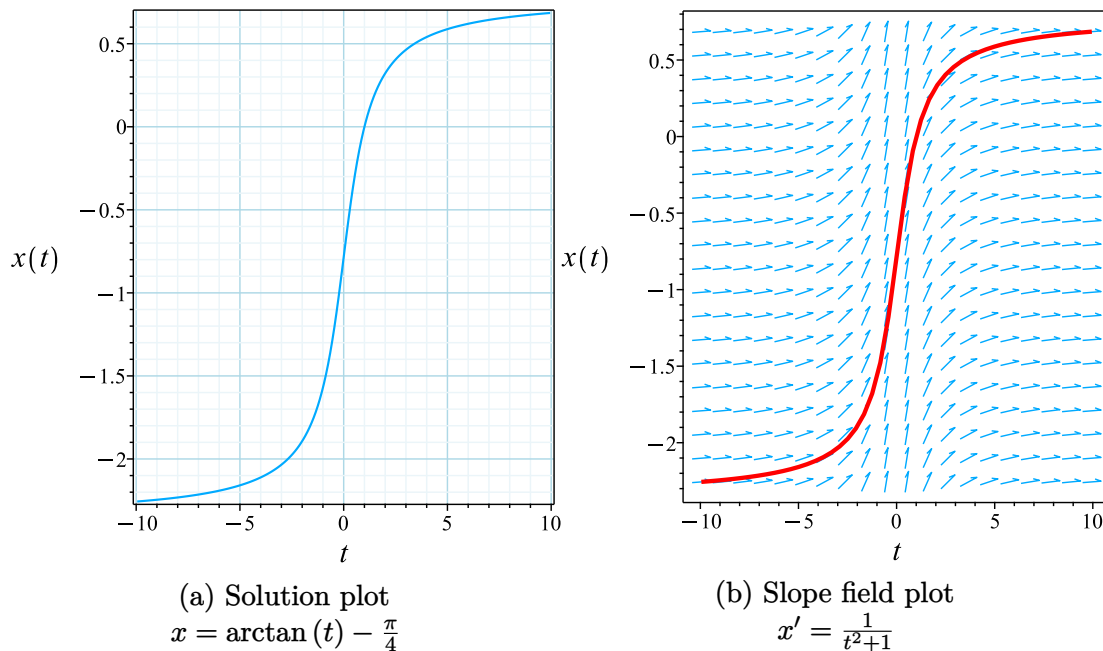 0.5
0
−0.5
−1
−1.5
−2
x(t)
−10 −5 0 5 10
t
(a) Solution plot
x = arctan (t) − π/4
0.5
0
−0.5
−1
−1.5
−2
x(t)
−10 −5 0 5 10
t
(b) Slope field plot
x′ = 1/(t²+1)